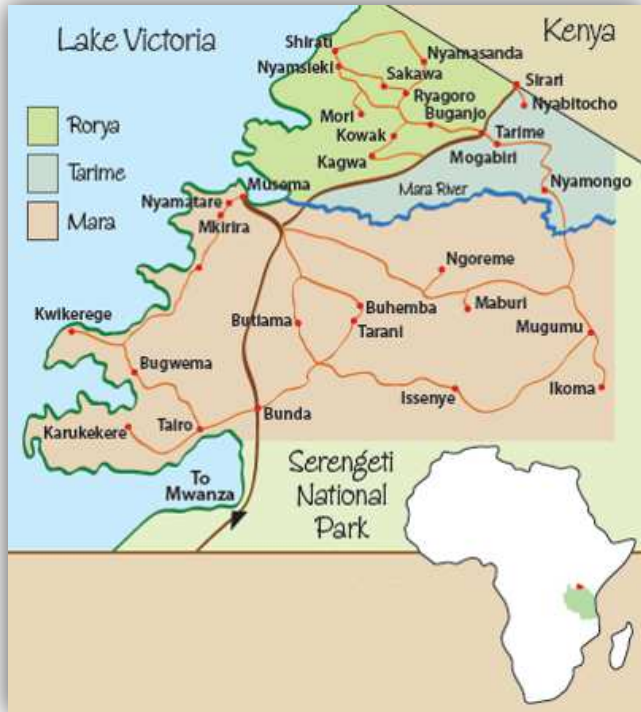 Lake Victoria
Kenya
Shirati
Nyamasanda
Nyamsieki
Sakawa
Sirari
Ryagoro
Nyabitocho
Rorya
Mori
Buganjo
Kowak
Tarime
Tarime
Kagwa
Mogabiri
Musoma
Mara River
Nyamongo
Nyamatare
Mara
Mkirira
Ngoreme
Kwikerege
Buhemba
Maburi
Butiama
Tarani
Mugumu
Bugwema
Issenye
Ikoma
Karukekere
Tairo
Bunda
To
Mwanza
Serengeti
National
Park